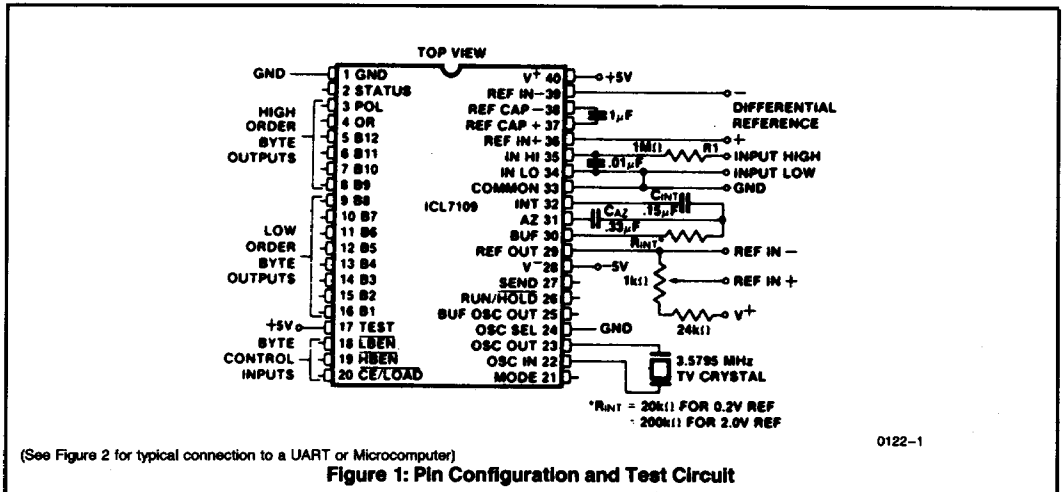 TOP VIEW
GND
1 GND
2 STATUS
3 POL
4 OR
5 B12
6 B11
7 B10
8 B9
9 B8
10 B7
11 B6
12 B5
13 B4
14 B3
15 B2
16 B1
17 TEST
18 LBEN
19 HBEN
20 CE/LOAD
HIGH
ORDER
BYTE
OUTPUTS
LOW
ORDER
BYTE
OUTPUTS
+5V
BYTE
CONTROL
INPUTS
ICL7109
V+ 40
REF IN- 39
REF CAP - 38
REF CAP + 37
REF IN+ 36
IN HI 35
IN LO 34
COMMON 33
INT 32
AZ 31
BUF 30
REF OUT 29
V- 28
SEND 27
RUN/HOLD 26
BUF OSC OUT 25
OSC SEL 24
OSC OUT 23
OSC IN 22
MODE 21
+5V
-
1μF
DIFFERENTIAL
REFERENCE
+
1MΩ
R1
INPUT HIGH
.01μF
INPUT LOW
GND
CINT
.15μF
CAZ
.33μF
RINT*
REF IN -
-5V
1kΩ
REF IN +
V+
24kΩ
GND
3.5795 MHz
TV CRYSTAL
*RINT = 20kΩ FOR 0.2V REF
= 200kΩ FOR 2.0V REF
0122-1
(See Figure 2 for typical connection to a UART or Microcomputer)
Figure 1: Pin Configuration and Test Circuit